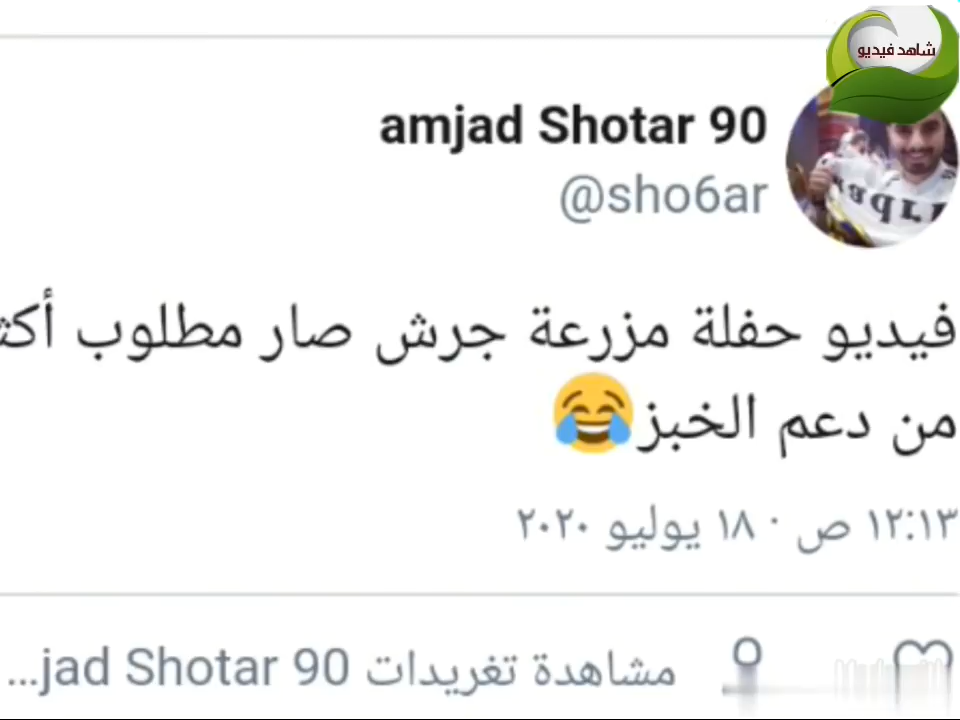 شاهد فيديو
amjad Shotar 90
@sho6ar
فيديو حفلة مزرعة جرش صار مطلوب
من دعم الخبز😂
١٢:١٣ ص · ١٨ يوليو ٢٠٢٠
مشاهدة تغريدات jad Shotar 90...